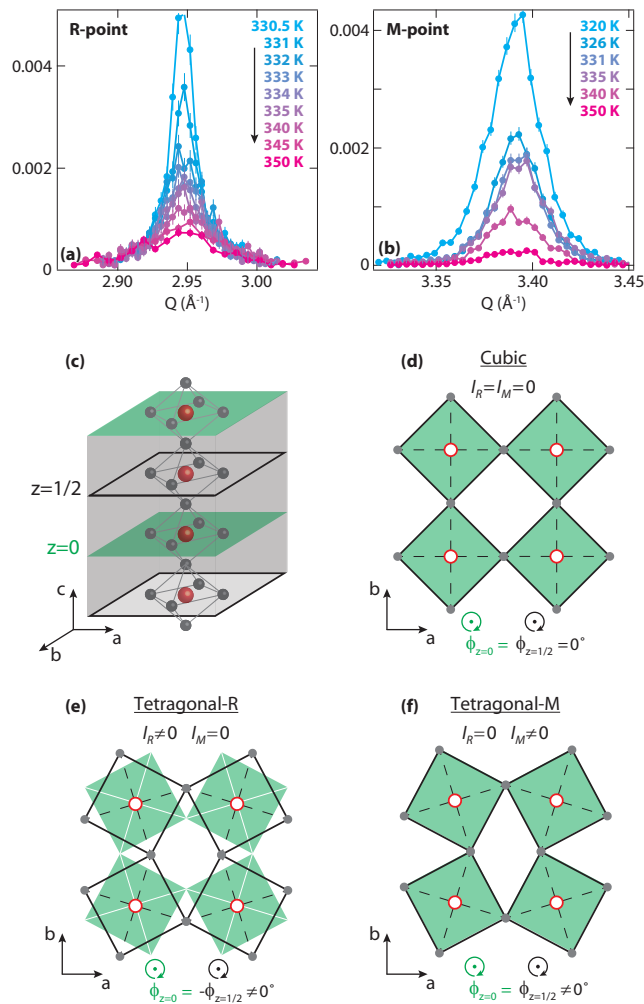 R-point
330.5 K
331 K
332 K
333 K
334 K
335 K
340 K
345 K
350 K
0.004
0.002
0
(a)
2.90
2.95
3.00
Q (Å⁻¹)
M-point
320 K
326 K
331 K
335 K
340 K
350 K
0.004
0.002
0
(b)
3.35
3.40
3.45
Q (Å⁻¹)
(c)
z=1/2
z=0
c
a
b
(d)
Cubic
I_R=I_M=0
b
a
ϕ_z=0 = ϕ_z=1/2=0°
(e)
Tetragonal-R
I_R≠0 I_M=0
b
a
ϕ_z=0 = -ϕ_z=1/2≠0°
(f)
Tetragonal-M
I_R=0 I_M≠0
b
a
ϕ_z=0 = ϕ_z=1/2≠0°